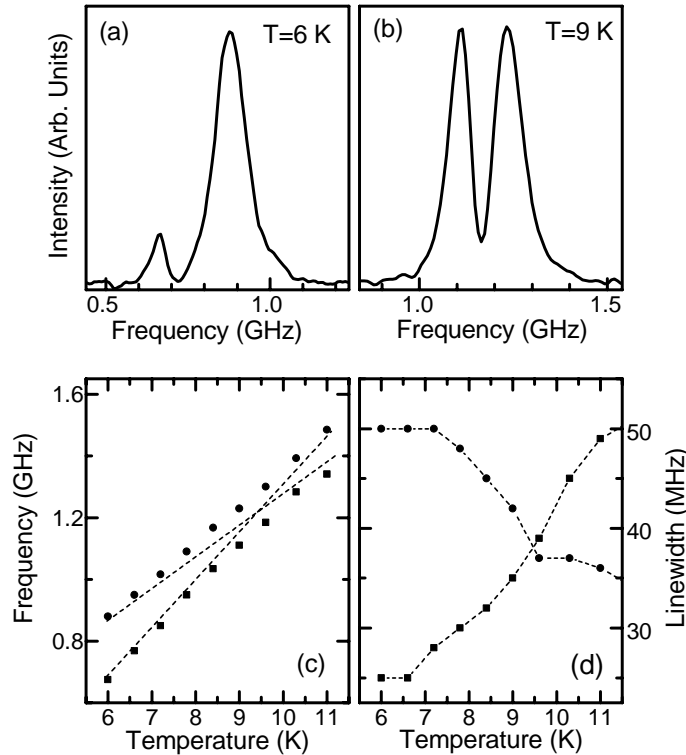 (a) T=6 K
(b) T=9 K
Intensity (Arb. Units)
0.5 1.0
1.0 1.5
Frequency (GHz)
Frequency (GHz)
1.6
1.2
0.8
Frequency (GHz)
(c)
6 7 8 9 10 11
Temperature (K)
(d)
50
40
30
Linewidth (MHz)
6 7 8 9 10 11
Temperature (K)